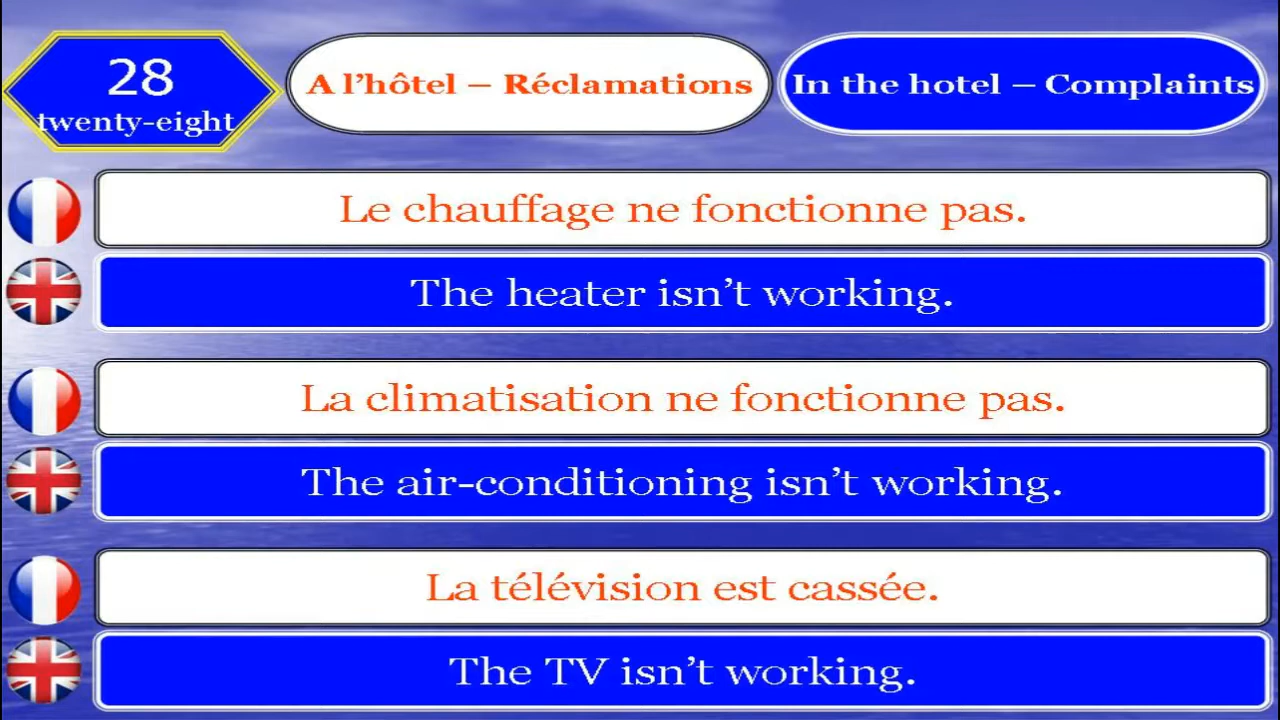 28
twenty-eight
A l’hôtel – Réclamations
In the hotel – Complaints
Le chauffage ne fonctionne pas.
The heater isn’t working.
La climatisation ne fonctionne pas.
The air-conditioning isn’t working.
La télévision est cassée.
The TV isn’t working.